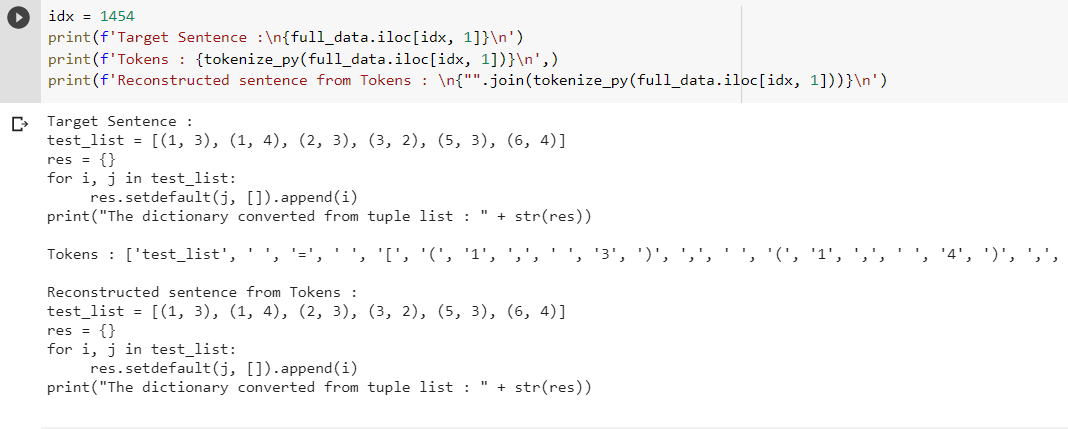 idx = 1454
print(f'Target Sentence :\n{full_data.iloc[idx, 1]}\n')
print(f'Tokens : {tokenize_py(full_data.iloc[idx, 1])}\n',)
print(f'Reconstructed sentence from Tokens : \n{"".join(tokenize_py(full_data.iloc[idx, 1]))}\n')
Target Sentence :
test_list = [(1, 3), (1, 4), (2, 3), (3, 2), (5, 3), (6, 4)]
res = {}
for i, j in test_list:
     res.setdefault(j, []).append(i)
print("The dictionary converted from tuple list : " + str(res))
Tokens : ['test_list', ' ', '=', ' ', '[', '(', '1', ',', ' ', '3', ')', ',', ' ', '(', '1', ',', ' ', '4', ')', ',',
Reconstructed sentence from Tokens :
test_list = [(1, 3), (1, 4), (2, 3), (3, 2), (5, 3), (6, 4)]
res = {}
for i, j in test_list:
     res.setdefault(j, []).append(i)
print("The dictionary converted from tuple list : " + str(res))